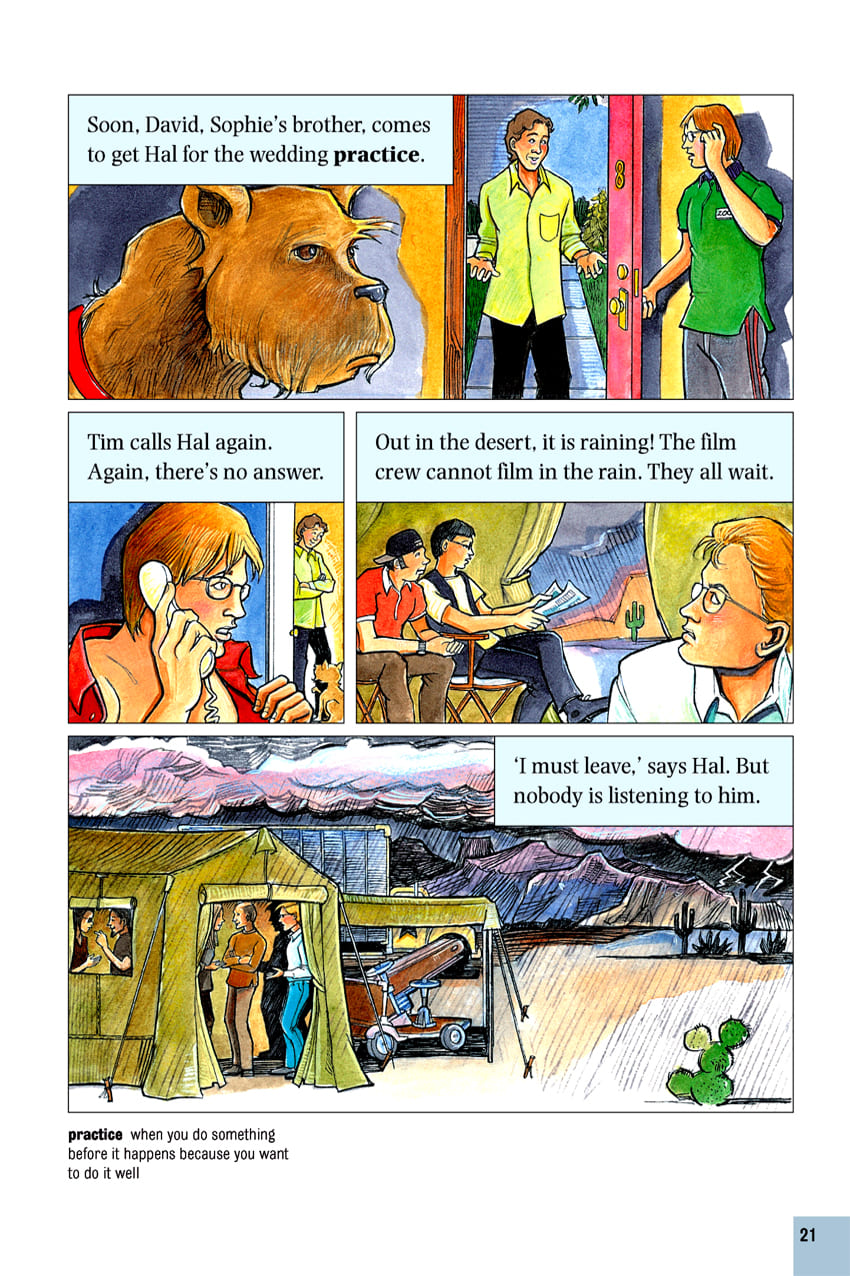 Soon, David, Sophie’s brother, comes
to get Hal for the wedding practice.
8
ZOO
Tim calls Hal again.
Again, there’s no answer.
Out in the desert, it is raining! The film
crew cannot film in the rain. They all wait.
‘I must leave,’ says Hal. But
nobody is listening to him.
practice when you do something
before it happens because you want
to do it well
21